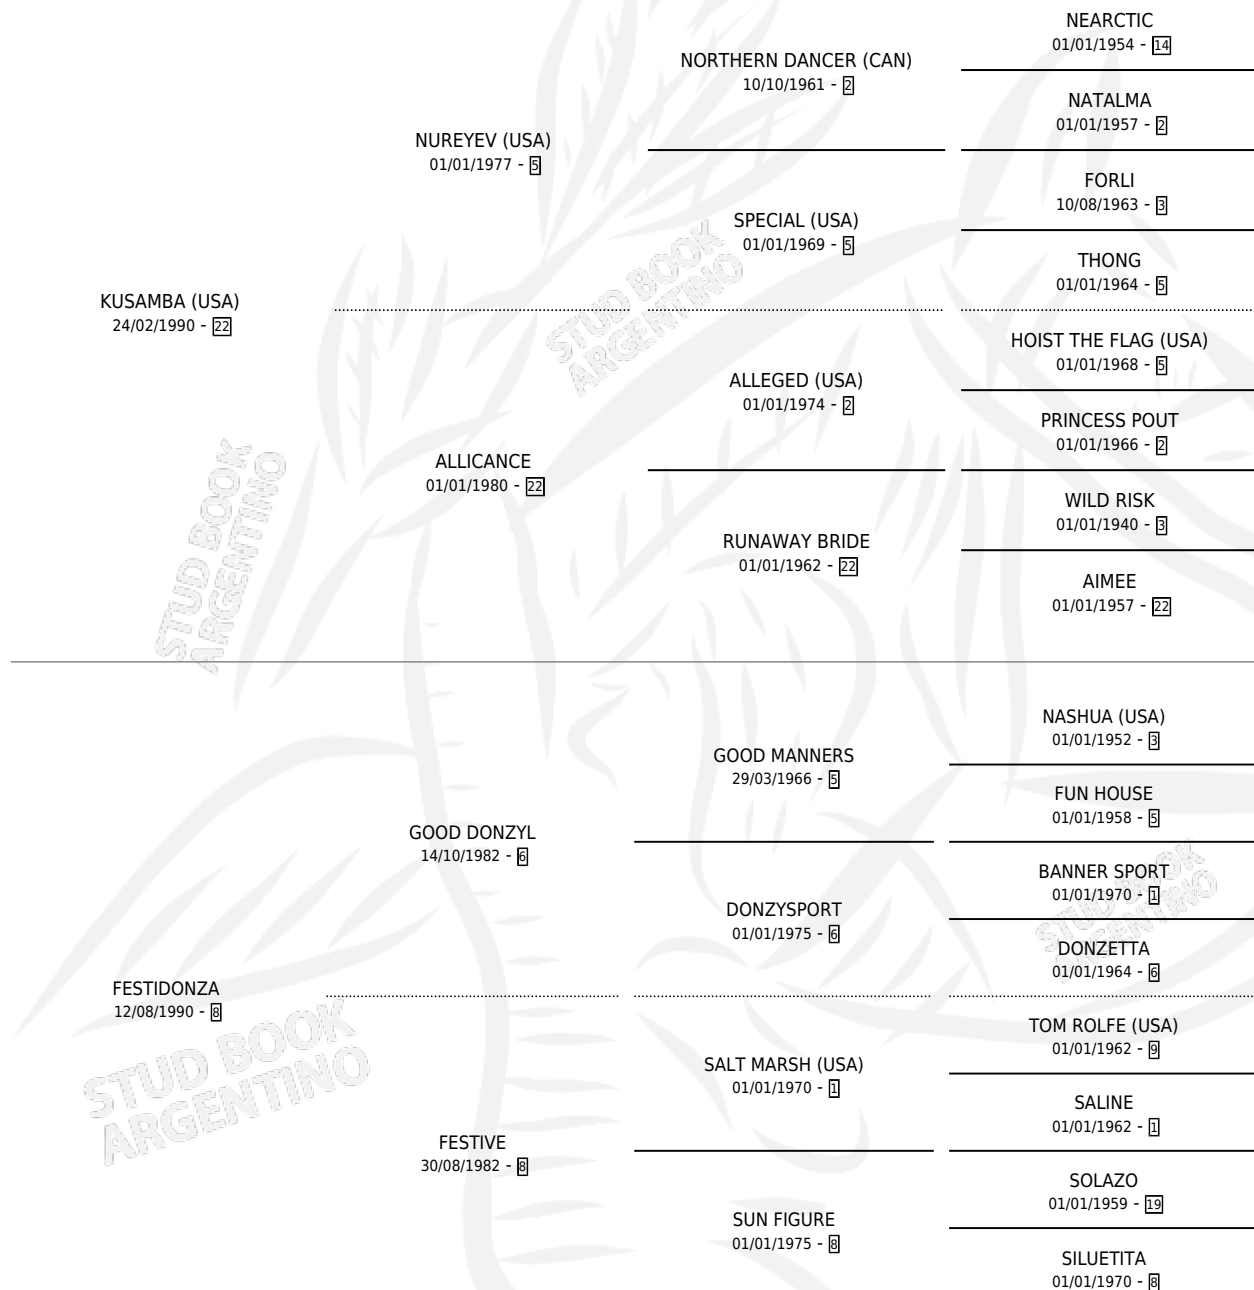 NEARCTIC
01/01/1954 - 14
NORTHERN DANCER (CAN)
10/10/1961 - 2
NATALMA
01/01/1957 - 2
NUREYEV (USA)
01/01/1977 - 5
FORLI
10/08/1963 - 3
SPECIAL (USA)
01/01/1969 - 5
THONG
01/01/1964 - 5
KUSAMBA (USA)
24/02/1990 - 22
HOIST THE FLAG (USA)
01/01/1968 - 5
ALLEGED (USA)
01/01/1974 - 2
PRINCESS POUT
01/01/1966 - 2
ALLICANCE
01/01/1980 - 22
WILD RISK
01/01/1940 - 3
RUNAWAY BRIDE
01/01/1962 - 22
AIMEE
01/01/1957 - 22
NASHUA (USA)
01/01/1952 - 3
GOOD MANNERS
29/03/1966 - 5
FUN HOUSE
01/01/1958 - 5
GOOD DONZYL
14/10/1982 - 6
BANNER SPORT
01/01/1970 - 1
DONZYSPORT
01/01/1975 - 6
DONZETTA
01/01/1964 - 6
FESTIDONZA
12/08/1990 - 8
TOM ROLFE (USA)
01/01/1962 - 9
SALT MARSH (USA)
01/01/1970 - 1
SALINE
01/01/1962 - 1
FESTIVE
30/08/1982 - 8
SOLAZO
01/01/1959 - 19
SUN FIGURE
01/01/1975 - 8
SILUETITA
01/01/1970 - 8
STUD BOOK
ARGENTINO
STUD BOOK
ARGENTINO
STUD BOOK
ARGENTINO
STUD BOOK
ARGENTINO